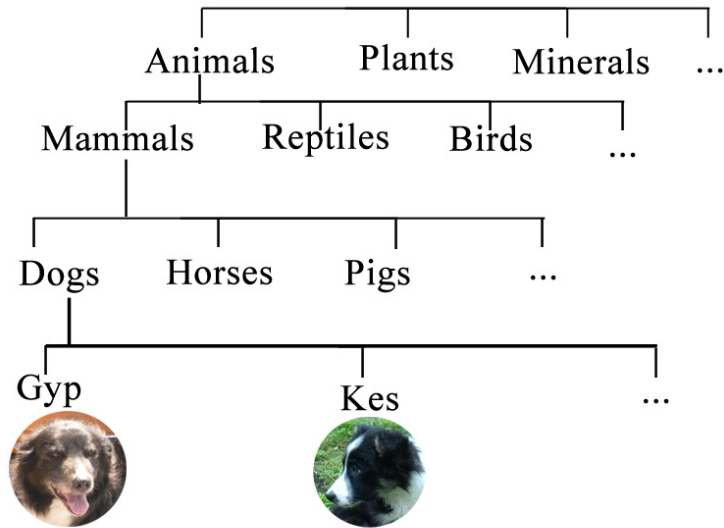 Animals Plants Minerals ...
Mammals Reptiles Birds ...
Dogs Horses Pigs ...
Gyp Kes ...